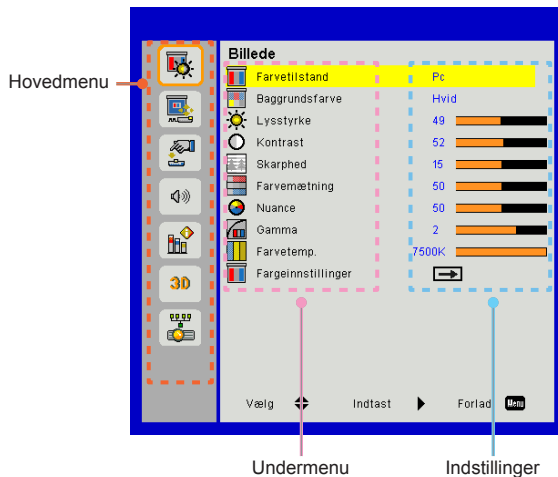 Hovedmenu
Billede
Farvetilstand Pc
Baggrundsfarve Hvid
Lysstyrke 49
Kontrast 52
Skarphed 15
Farvemætning 50
Nuance 50
Gamma 2
Farvetemp. 7500K
Fargeinnstillinger
3D
Vælg Indtast Forlad Menu
Undermenu Indstillinger